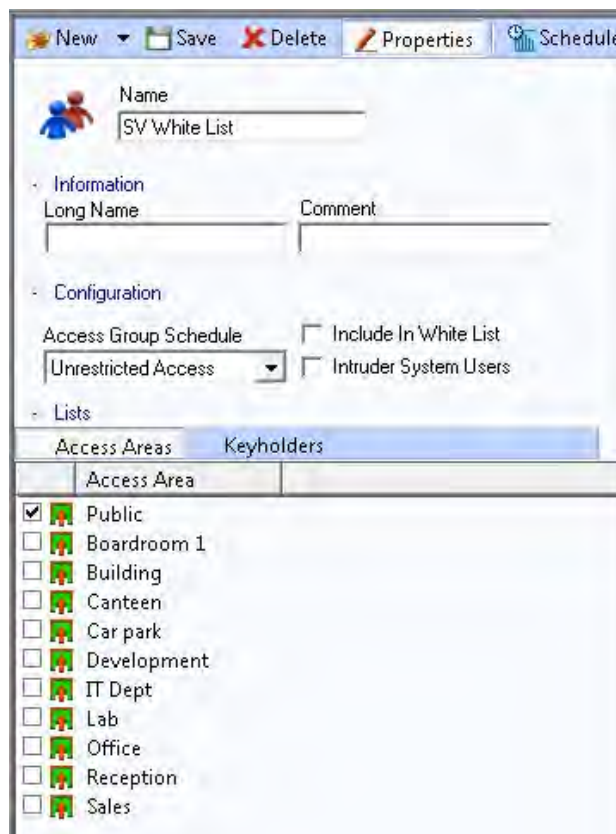 New Save Delete Properties Schedule
Name
SV White List
Information
Long Name Comment
Configuration
Access Group Schedule Include In White List
Unrestricted Access Intruder System Users
Lists
Access Areas Keyholders
Access Area
Public
Boardroom 1
Building
Canteen
Car park
Development
IT Dept
Lab
Office
Reception
Sales